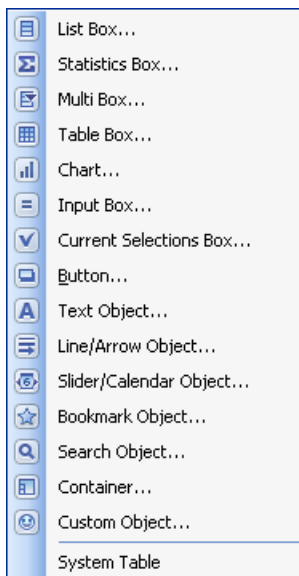 List Box...
Statistics Box...
Multi Box...
Table Box...
Chart...
Input Box...
Current Selections Box...
Button...
Text Object...
Line/Arrow Object...
Slider/Calendar Object...
Bookmark Object...
Search Object...
Container...
Custom Object...
System Table